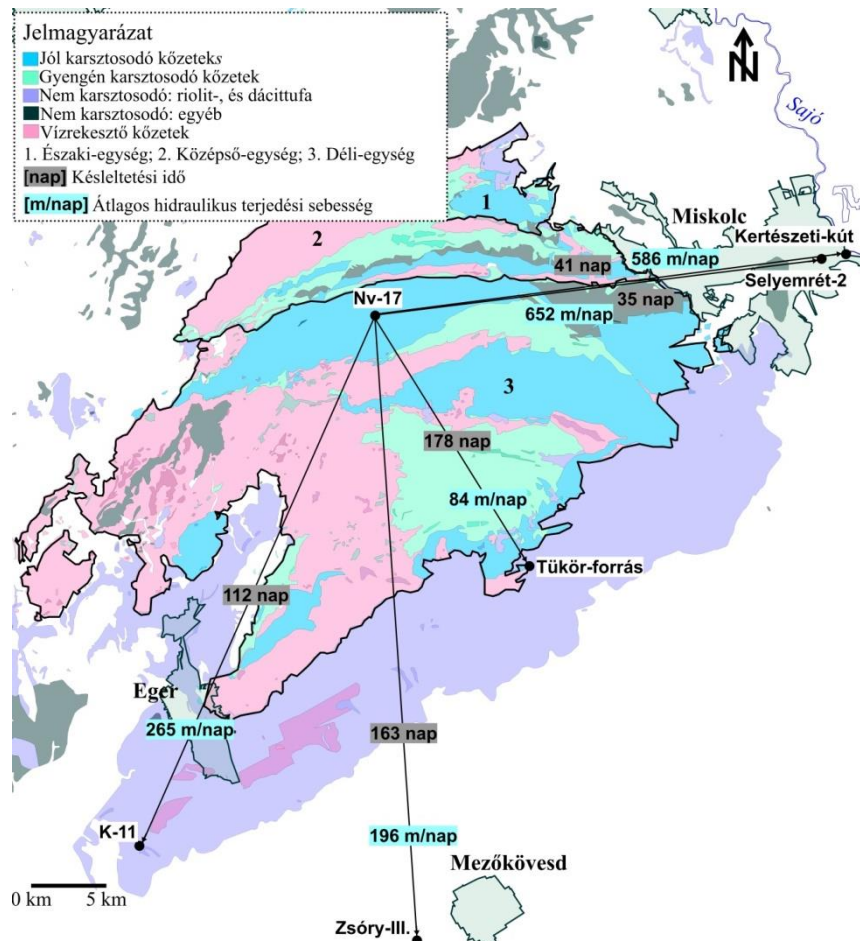 Jelmagyarázat
Jól karsztosodó kőzeteks
Gyengén karsztosodó kőzetek
Nem karsztosodó: riolit-, és dácittufa
Nem karsztosodó: egyéb
Vízrekesztő kőzetek
1. Északi-egység; 2. Középső-egység; 3. Déli-egység
[nap] Késleltetési idő
[m/nap] Átlagos hidraulikus terjedési sebesség
N
Sajó
1
Miskolc
2
Kertészeti-kút
586 m/nap
41 nap
Selyemrét-2
Nv-17
35 nap
652 m/nap
3
178 nap
84 m/nap
Tükör-forrás
112 nap
Eger
265 m/nap
163 nap
K-11
196 m/nap
Mezőkövesd
0 km 5 km
Zsóry-III.